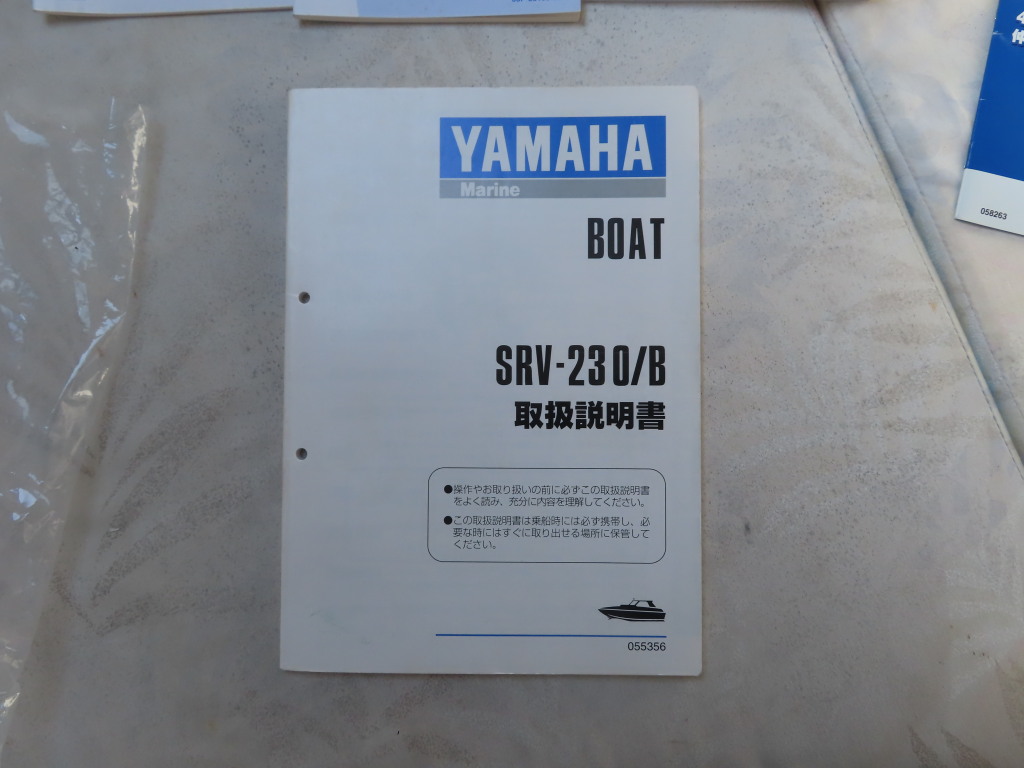 YAMAHA
Marine
BOAT
SRV-230/B
取扱説明書
●操作やお取り扱いの前に必ずこの取扱説明書
をよく読み、充分に内容を理解してください。
●この取扱説明書は乗船時には必ず携帯し、必
要な時にはすぐに取り出せる場所に保管して
ください。
055356
058263